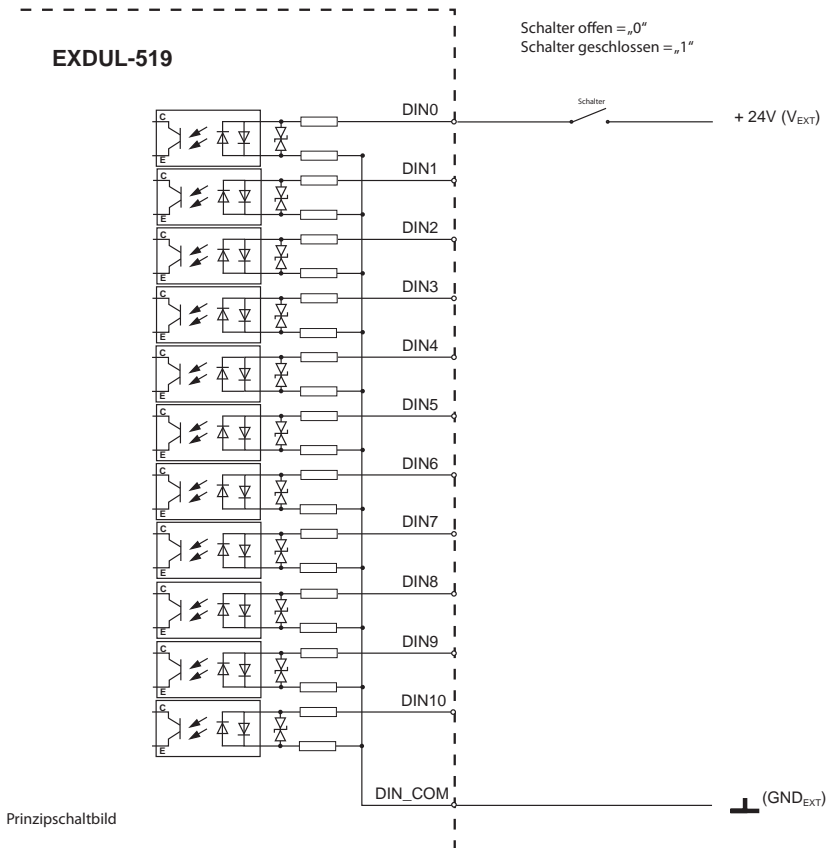 Schalter offen =„0“
Schalter geschlossen =„1“
EXDUL-519
Schalter
+ 24V (VEXT)
C
E
DIN0
C
E
DIN1
C
E
DIN2
C
E
DIN3
C
E
DIN4
C
E
DIN5
C
E
DIN6
C
E
DIN7
C
E
DIN8
C
E
DIN9
C
E
DIN10
DIN_COM
(GNDEXT)
Prinzipschaltbild